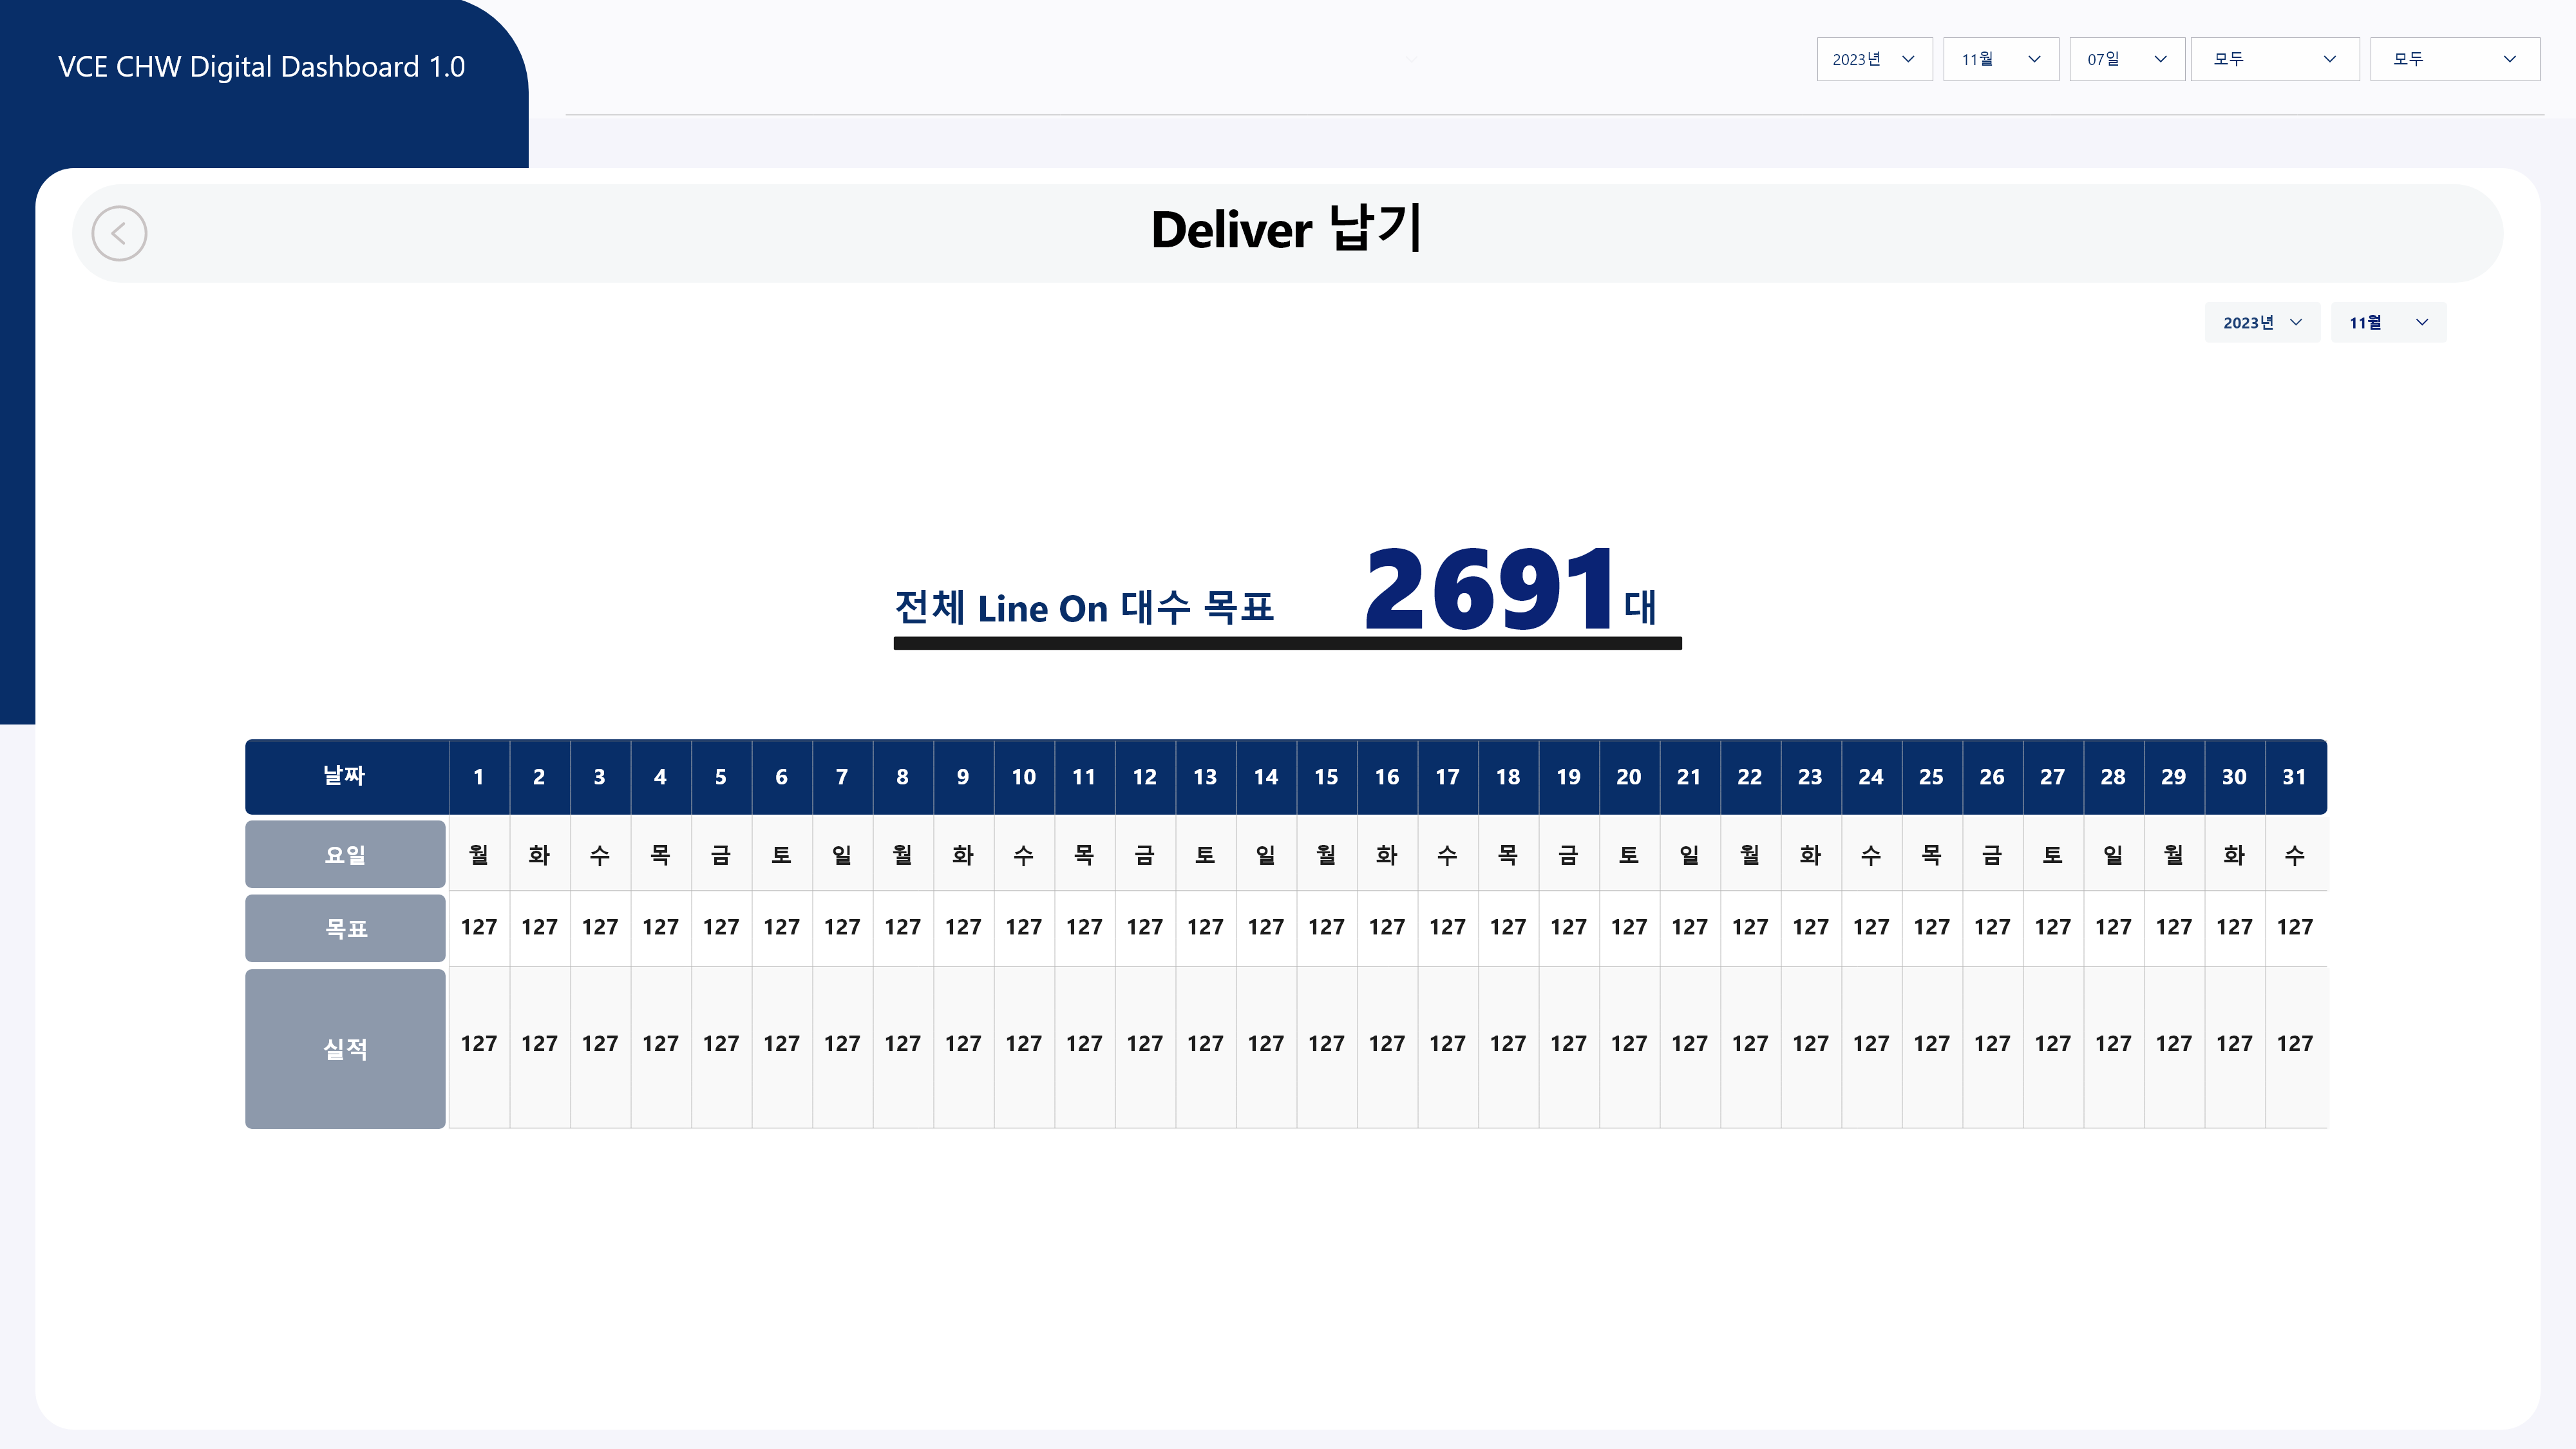 VCE CHW Digital Dashboard 1.0
2023년 11월 07일 모두 모두
Deliver 납기
2023년 11월
전체 Line On 대수 목표 2691대
날짜 1 2 3 4 5 6 7 8 9 10 11 12 13 14 15 16 17 18 19 20 21 22 23 24 25 26 27 28 29 30 31
요일 월 화 수 목 금 토 일 월 화 수 목 금 토 일 월 화 수 목 금 토 일 월 화 수 목 금 토 일 월 화 수
목표 127 127 127 127 127 127 127 127 127 127 127 127 127 127 127 127 127 127 127 127 127 127 127 127 127 127 127 127 127 127 127
실적 127 127 127 127 127 127 127 127 127 127 127 127 127 127 127 127 127 127 127 127 127 127 127 127 127 127 127 127 127 127 127